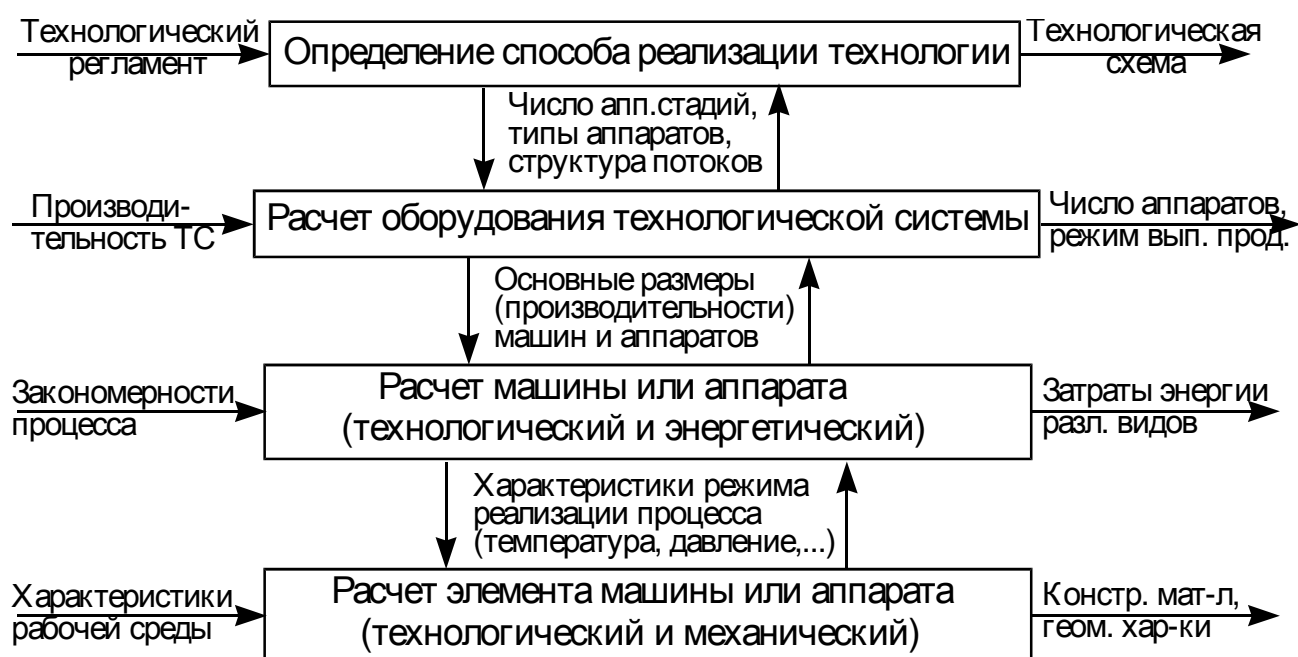 Технологический
регламент
Определение способа реализации технологии
Технологическая
схема
Число апп.стадий,
типы аппаратов,
структура потоков
Производи-
тельность ТС
Расчет оборудования технологической системы
Число аппаратов,
режим вып. прод.
Основные размеры
(производительности)
машин и аппаратов
Закономерности
процесса
Расчет машины или аппарата
(технологический и энергетический)
Затраты энергии
разл. видов
Характеристики режима
реализации процесса
(температура, давление,...)
Характеристики
рабочей среды
Расчет элемента машины или аппарата
(технологический и механический)
Констр. мат-л,
геом. хар-ки